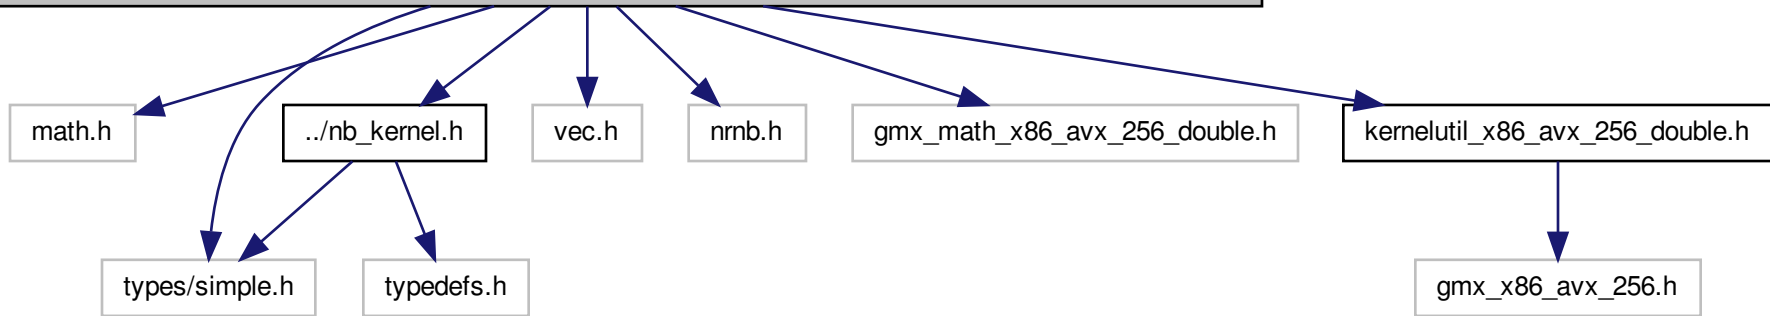 math.h
../nb_kernel.h
vec.h
nrnb.h
gmx_math_x86_avx_256_double.h
kernelutil_x86_avx_256_double.h
types/simple.h
typedefs.h
gmx_x86_avx_256.h